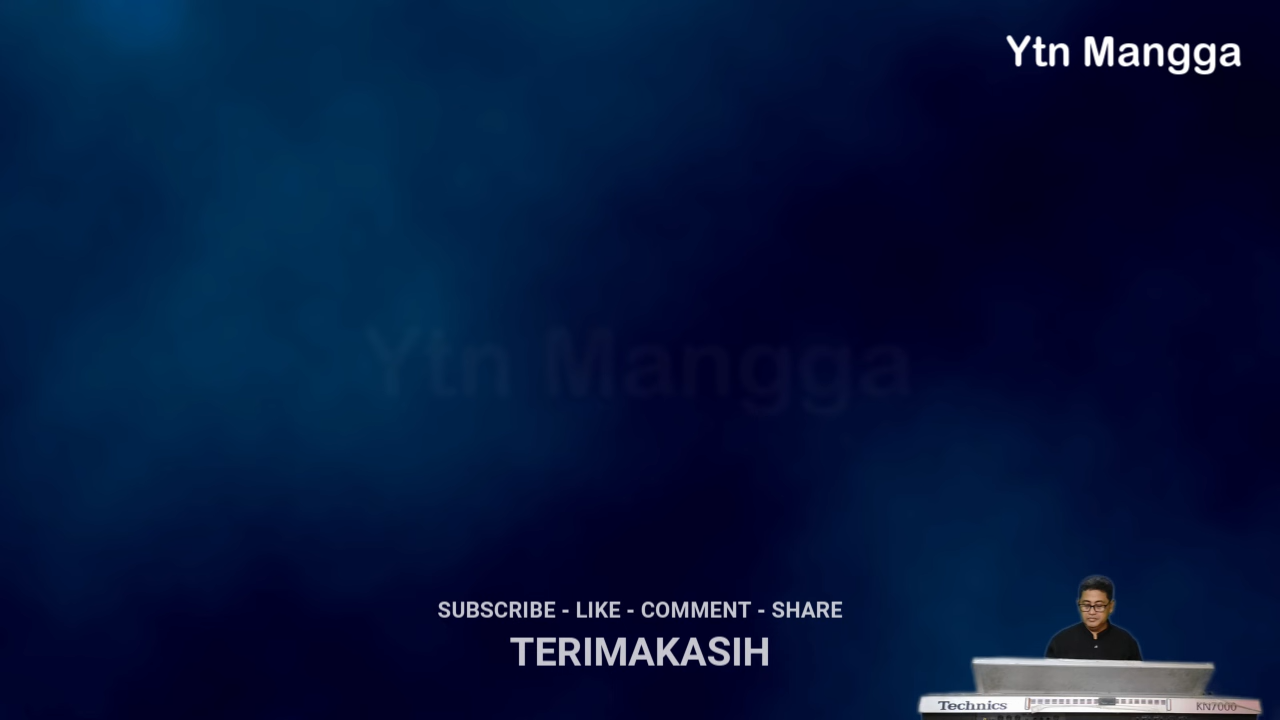 Ytn Mangga
Ytn Mangga
SUBSCRIBE - LIKE - COMMENT - SHARE
TERIMAKASIH
Technics
KN7000